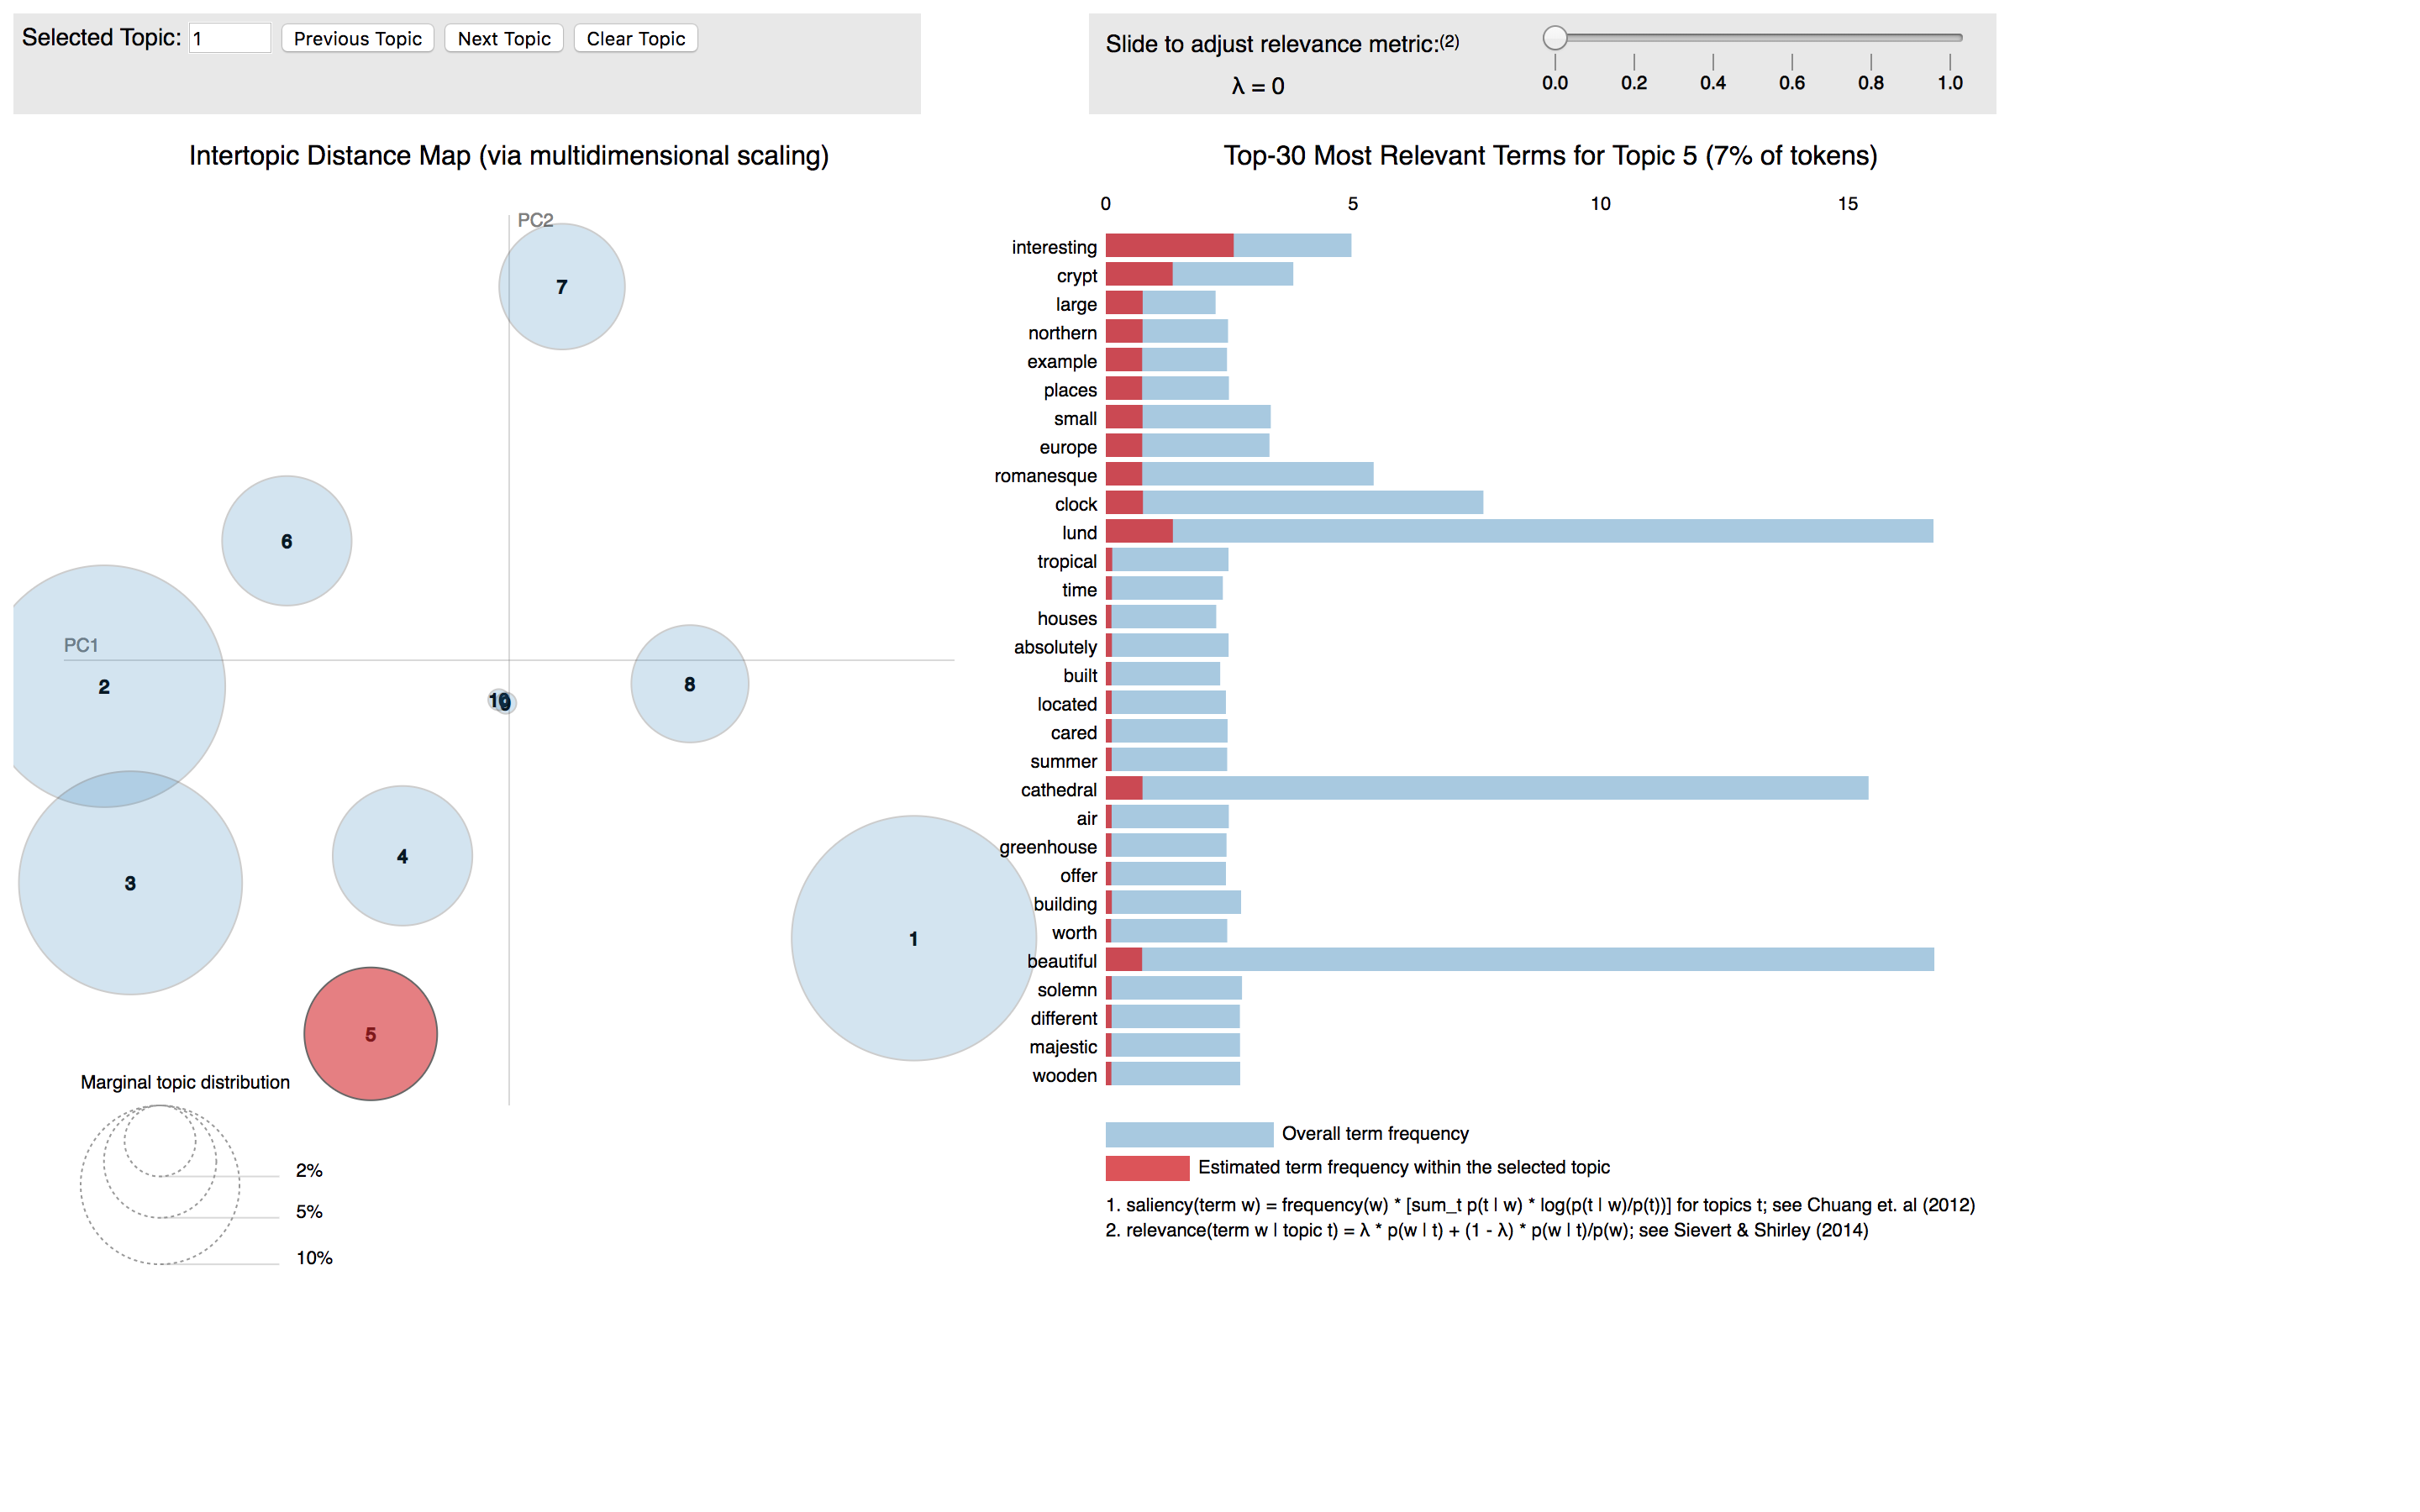 Selected Topic: 1 Previous Topic Next Topic Clear Topic
Slide to adjust relevance metric:(2)
λ = 0
0.0 0.2 0.4 0.6 0.8 1.0
Intertopic Distance Map (via multidimensional scaling)
PC2
7
6
PC1
2
8
10
9
4
3
1
5
Marginal topic distribution
2%
5%
10%
Top-30 Most Relevant Terms for Topic 5 (7% of tokens)
0 5 10 15
interesting
crypt
large
northern
example
places
small
europe
romanesque
clock
lund
tropical
time
houses
absolutely
built
located
cared
summer
cathedral
air
greenhouse
offer
building
worth
beautiful
solemn
different
majestic
wooden
Overall term frequency
Estimated term frequency within the selected topic
1. saliency(term w) = frequency(w) * [sum_t p(t | w) * log(p(t | w)/p(t))] for topics t; see Chuang et. al (2012)
2. relevance(term w | topic t) = λ * p(w | t) + (1 - λ) * p(w | t)/p(w); see Sievert & Shirley (2014)